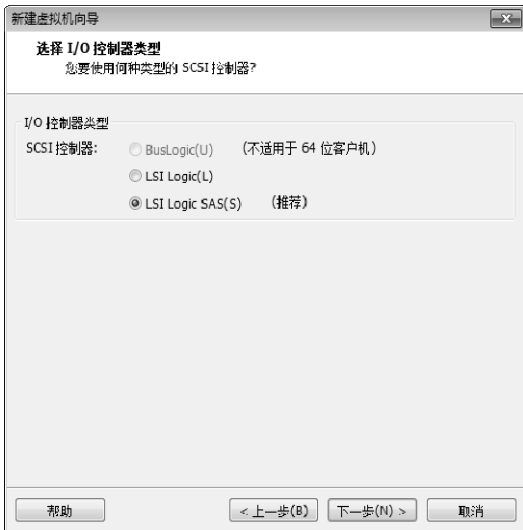 新建虚拟机向导
选择 I/O 控制器类型
您要使用何种类型的 SCSI 控制器?
I/O 控制器类型
SCSI 控制器: BusLogic(U) (不适用于 64 位客户机)
LSI Logic(L)
LSI Logic SAS(S) (推荐)
帮助 < 上一步(B) 下一步(N) > 取消